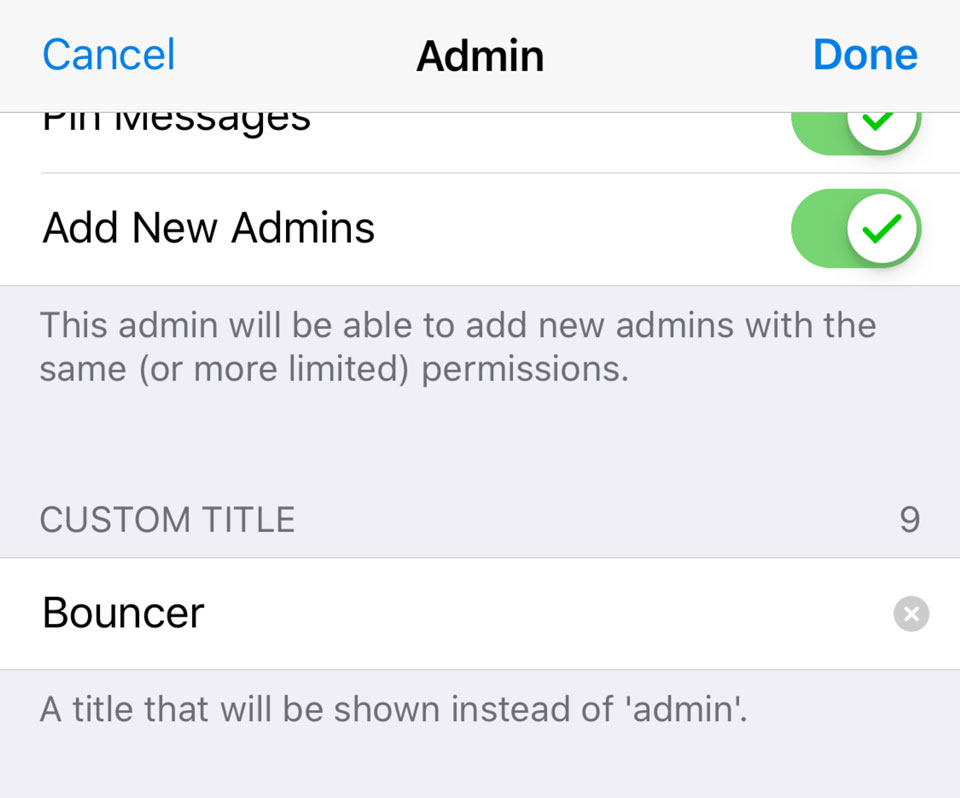 Cancel Admin Done
Pin Messages
Add New Admins
This admin will be able to add new admins with the
same (or more limited) permissions.
CUSTOM TITLE 9
Bouncer
A title that will be shown instead of 'admin'.